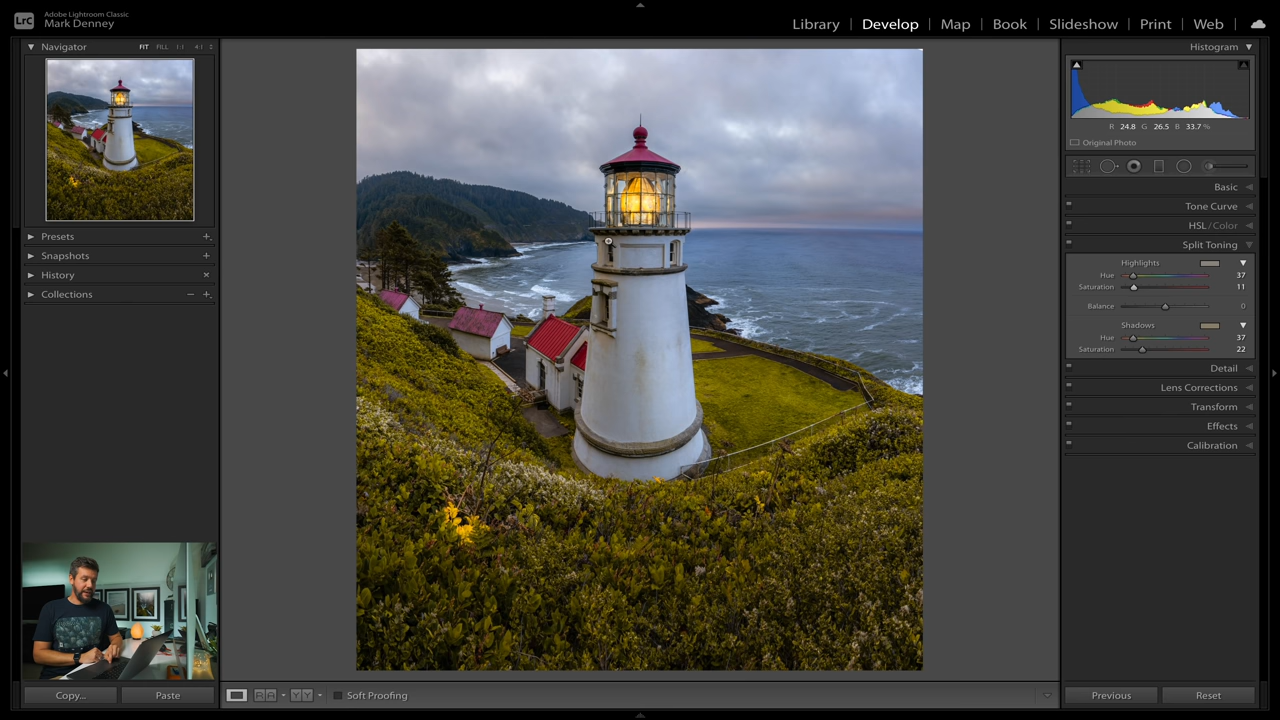 LrC
Adobe Lightroom Classic
Mark Denney
Library | Develop | Map | Book | Slideshow | Print | Web
Navigator FIT FILL 1:1 4:1
Presets
Snapshots
History
Collections
Copy...
Paste
Soft Proofing
Histogram
R 24.8 G 26.5 B 33.7 %
Original Photo
Basic
Tone Curve
HSL / Color
Split Toning
Highlights
Hue 37
Saturation 11
Balance 0
Shadows
Hue 37
Saturation 22
Detail
Lens Corrections
Transform
Effects
Calibration
Previous
Reset